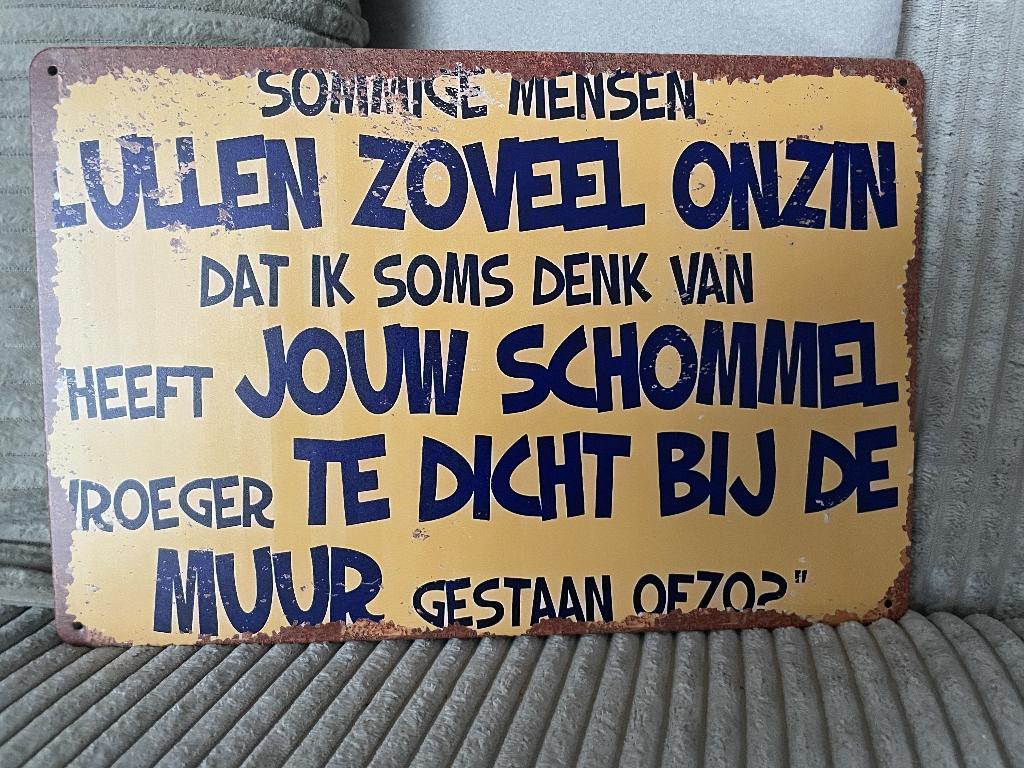 SOMMIGE MENSEN
LULLEN ZOVEEL ONZIN
DAT IK SOMS DENK VAN
HEEFT JOUW SCHOMMEL
VROEGER TE DICHT BIJ DE
MUUR GESTAAN OFZO?"